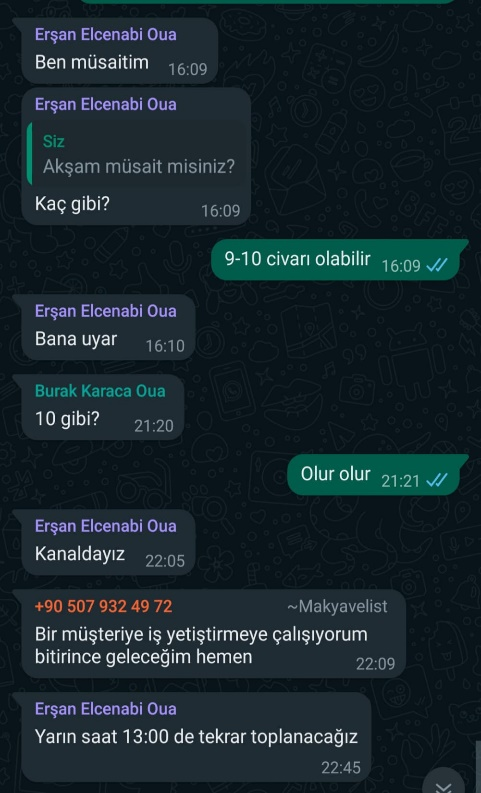 Erşan Elcenabi Oua
Ben müsaitim 16:09
Erşan Elcenabi Oua
Siz
Akşam müsait misiniz?
Kaç gibi?
16:09
9-10 civarı olabilir 16:09
Erşan Elcenabi Oua
Bana uyar 16:10
Burak Karaca Oua
10 gibi? 21:20
Olur olur 21:21
Erşan Elcenabi Oua
Kanaldayız 22:05
+90 507 932 49 72 ~Makyavelist
Bir müşteriye iş yetiştirmeye çalışıyorum
bitirince geleceğim hemen
22:09
Erşan Elcenabi Oua
Yarın saat 13:00 de tekrar toplanacağız
22:45